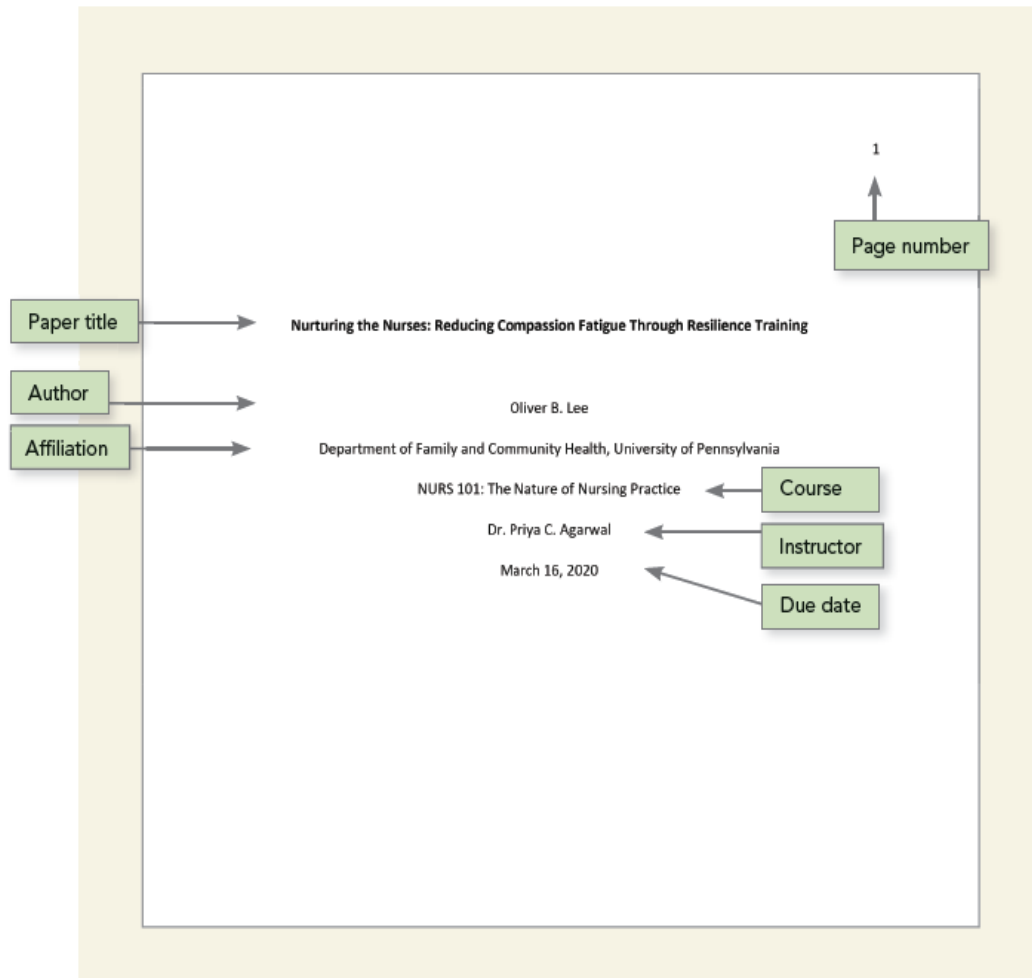 1
Page number
Paper title
Nurturing the Nurses: Reducing Compassion Fatigue Through Resilience Training
Author
Oliver B. Lee
Affiliation
Department of Family and Community Health, University of Pennsylvania
NURS 101: The Nature of Nursing Practice
Course
Dr. Priya C. Agarwal
Instructor
March 16, 2020
Due date